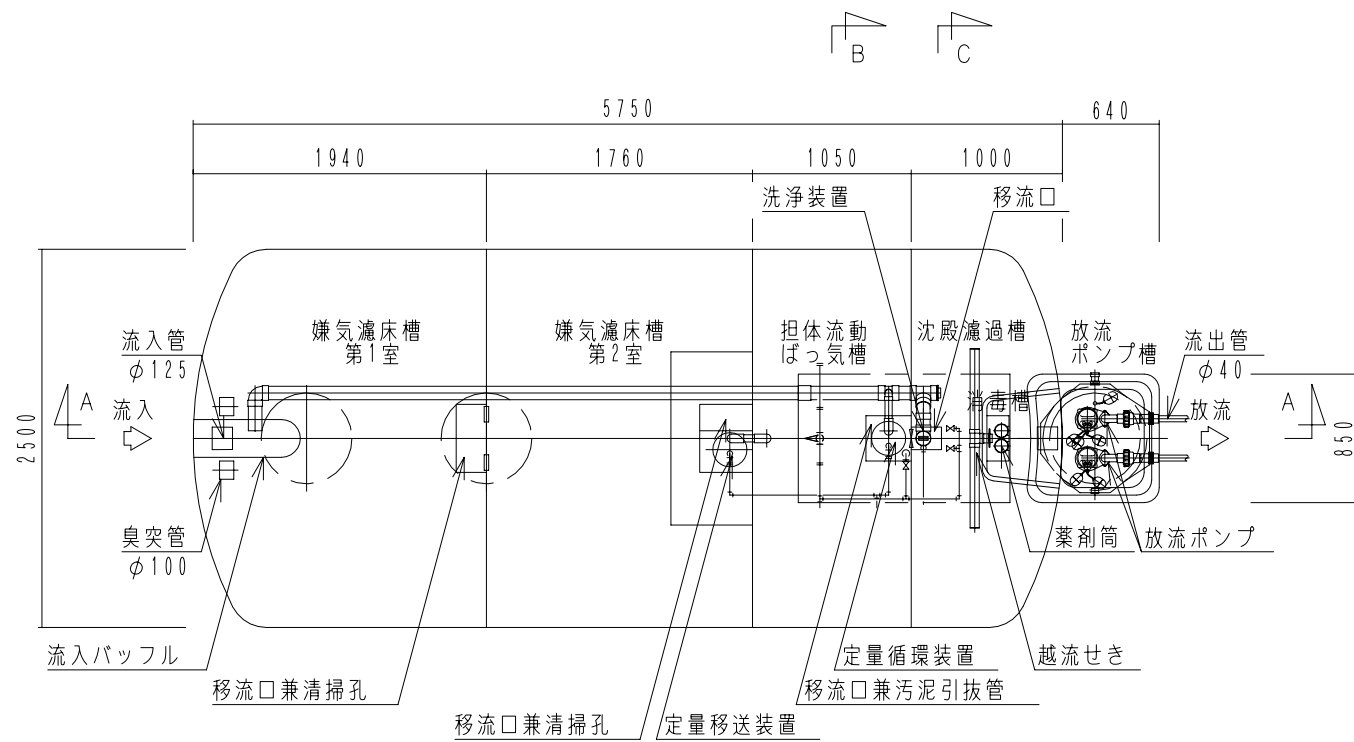 B
C
5750
640
1940
1760
1050
1000
洗浄装置
移流口
嫌気濾床槽
第1室
嫌気濾床槽
第2室
担体流動
ばっ気槽
沈殿濾過槽
放流
ポンプ槽
流入管
φ125
流出管
φ40
A
流入
消毒槽
放流
A
2500
850
臭突管
φ100
薬剤筒
放流ポンプ
流入バッフル
定量循環装置
越流せき
移流口兼清掃孔
移流口兼汚泥引抜管
移流口兼清掃孔
定量移送装置